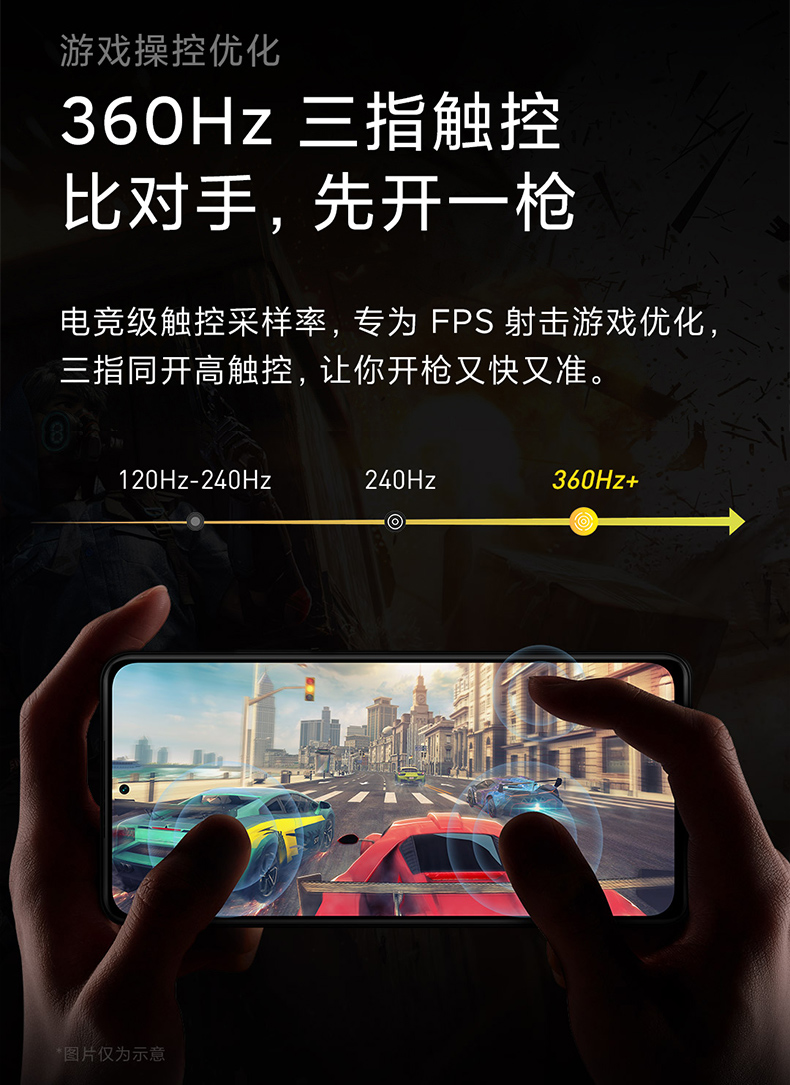 游戏操控优化
360Hz 三指触控
比对手，先开一枪
电竞级触控采样率，专为 FPS 射击游戏优化，
三指同开高触控，让你开枪又快又准。
120Hz-240Hz 240Hz 360Hz+
*图片仅为示意